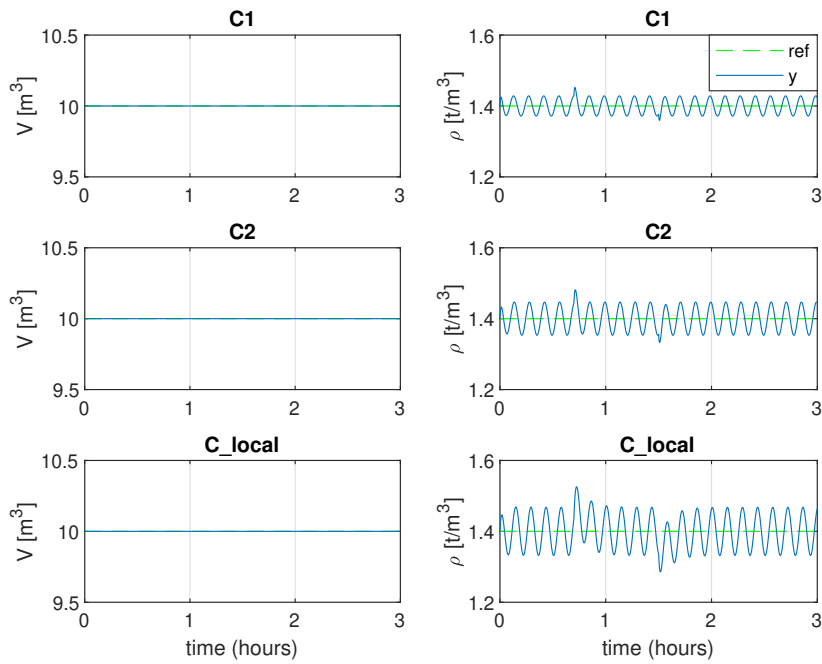 C1
10.5
10
9.5
V [m³]
0 1 2 3
C1
1.6
1.4
1.2
ρ [t/m³]
0 1 2 3
ref
y
C2
10.5
10
9.5
V [m³]
0 1 2 3
C2
1.6
1.4
1.2
ρ [t/m³]
0 1 2 3
C_local
10.5
10
9.5
V [m³]
0 1 2 3
time (hours)
C_local
1.6
1.4
1.2
ρ [t/m³]
0 1 2 3
time (hours)